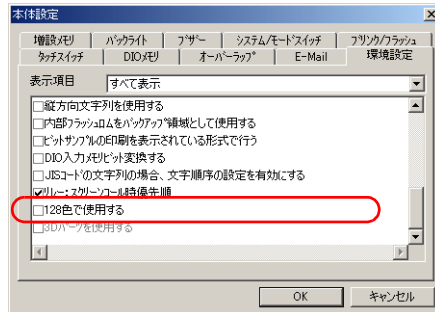 本体設定
増設メモリ バックライト ブザー システム/モードスイッチ プリンタ/フラッシュ
タッチスイッチ DIOメモリ オーバーラップ E-Mail 環境設定
表示項目 すべて表示
縦方向文字列を使用する
内部フラッシュロムをバックアップ領域として使用する
ビットサンプルの印刷を表示されている形式で行う
DIO入力メモリビット変換する
JISコードの文字列の場合、文字順序の設定を有効にする
リレー：スクリーンコール時優先順
128色で使用する
3Dパーツを使用する
OK キャンセル